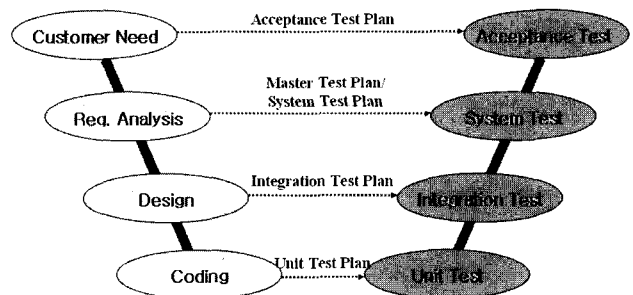 Acceptance Test Plan
Customer Need
Acceptance Test
Master Test Plan/
System Test Plan
Req. Analysis
System Test
Integration Test Plan
Design
Integration Test
Unit Test Plan
Coding
Unit Test